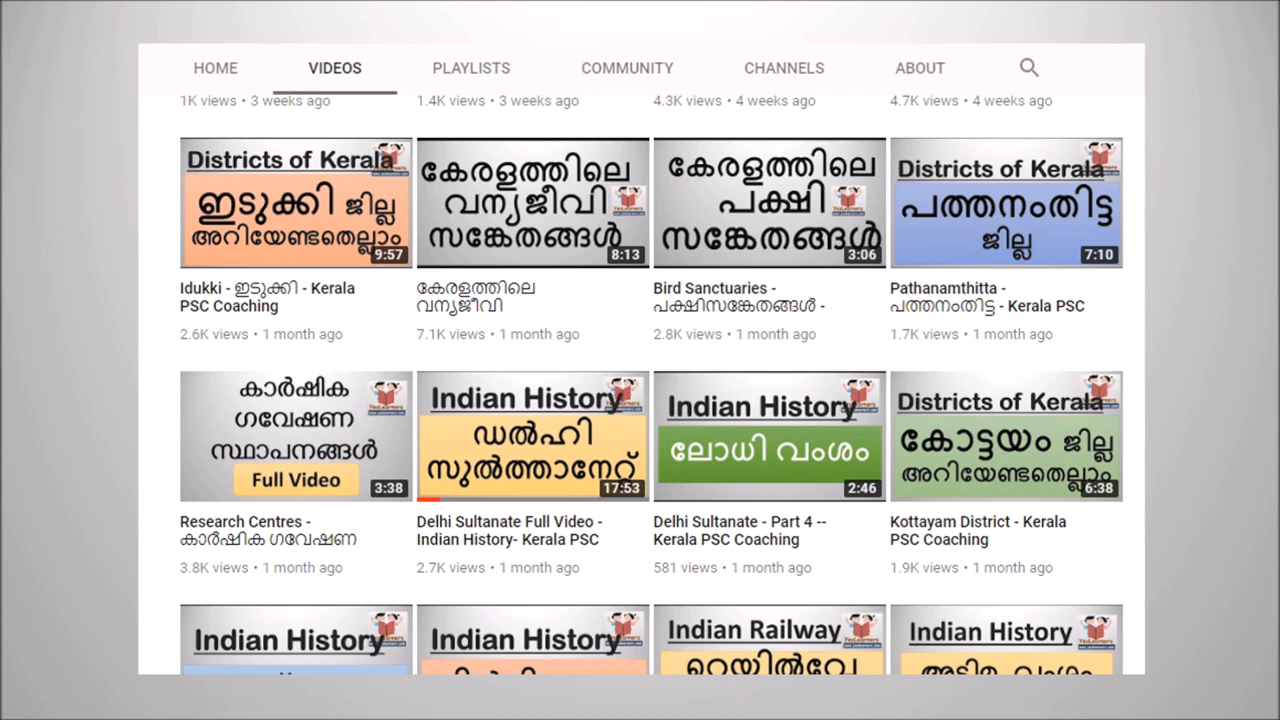 HOME VIDEOS PLAYLISTS COMMUNITY CHANNELS ABOUT
1K views • 3 weeks ago
1.4K views • 3 weeks ago
4.3K views • 4 weeks ago
4.7K views • 4 weeks ago
Districts of Kerala
ഇടുക്കി ജില്ല
അറിയേണ്ടതെല്ലാം
9:57
കേരളത്തിലെ
വന്യജീവി
സങ്കേതങ്ങൾ
8:13
കേരളത്തിലെ
പക്ഷി
സങ്കേതങ്ങൾ
3:06
Districts of Kerala
പത്തനംതിട്ട
ജില്ല
7:10
Idukki - ഇടുക്കി - Kerala
PSC Coaching
2.6K views • 1 month ago
കേരളത്തിലെ
വന്യജീവി
7.1K views • 1 month ago
Bird Sanctuaries -
പക്ഷിസങ്കേതങ്ങൾ -
2.8K views • 1 month ago
Pathanamthitta -
പത്തനംതിട്ട - Kerala PSC
1.7K views • 1 month ago
കാർഷിക
ഗവേഷണ
സ്ഥാപനങ്ങൾ
Full Video
3:38
Indian History
ഡൽഹി
സുൽത്താനേറ്റ്
17:53
Indian History
ലോധി വംശം
2:46
Districts of Kerala
കോട്ടയം ജില്ല
അറിയേണ്ടതെല്ലാം
6:38
Research Centres -
കാർഷിക ഗവേഷണ
3.8K views • 1 month ago
Delhi Sultanate Full Video -
Indian History- Kerala PSC
2.7K views • 1 month ago
Delhi Sultanate - Part 4 --
Kerala PSC Coaching
581 views • 1 month ago
Kottayam District - Kerala
PSC Coaching
1.9K views • 1 month ago
Indian History
Indian History
Indian Railway
റെയിൽവേ
Indian History
അടിമ വംശം